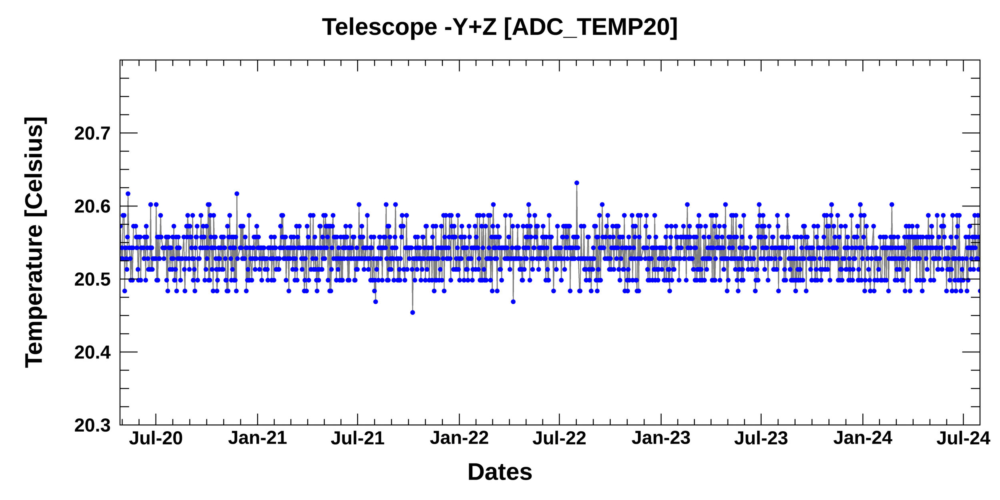 Telescope -Y+Z [ADC_TEMP20]
Temperature [Celsius]
20.7
20.6
20.5
20.4
20.3
Jul-20 Jan-21 Jul-21 Jan-22 Jul-22 Jan-23 Jul-23 Jan-24 Jul-24
Dates